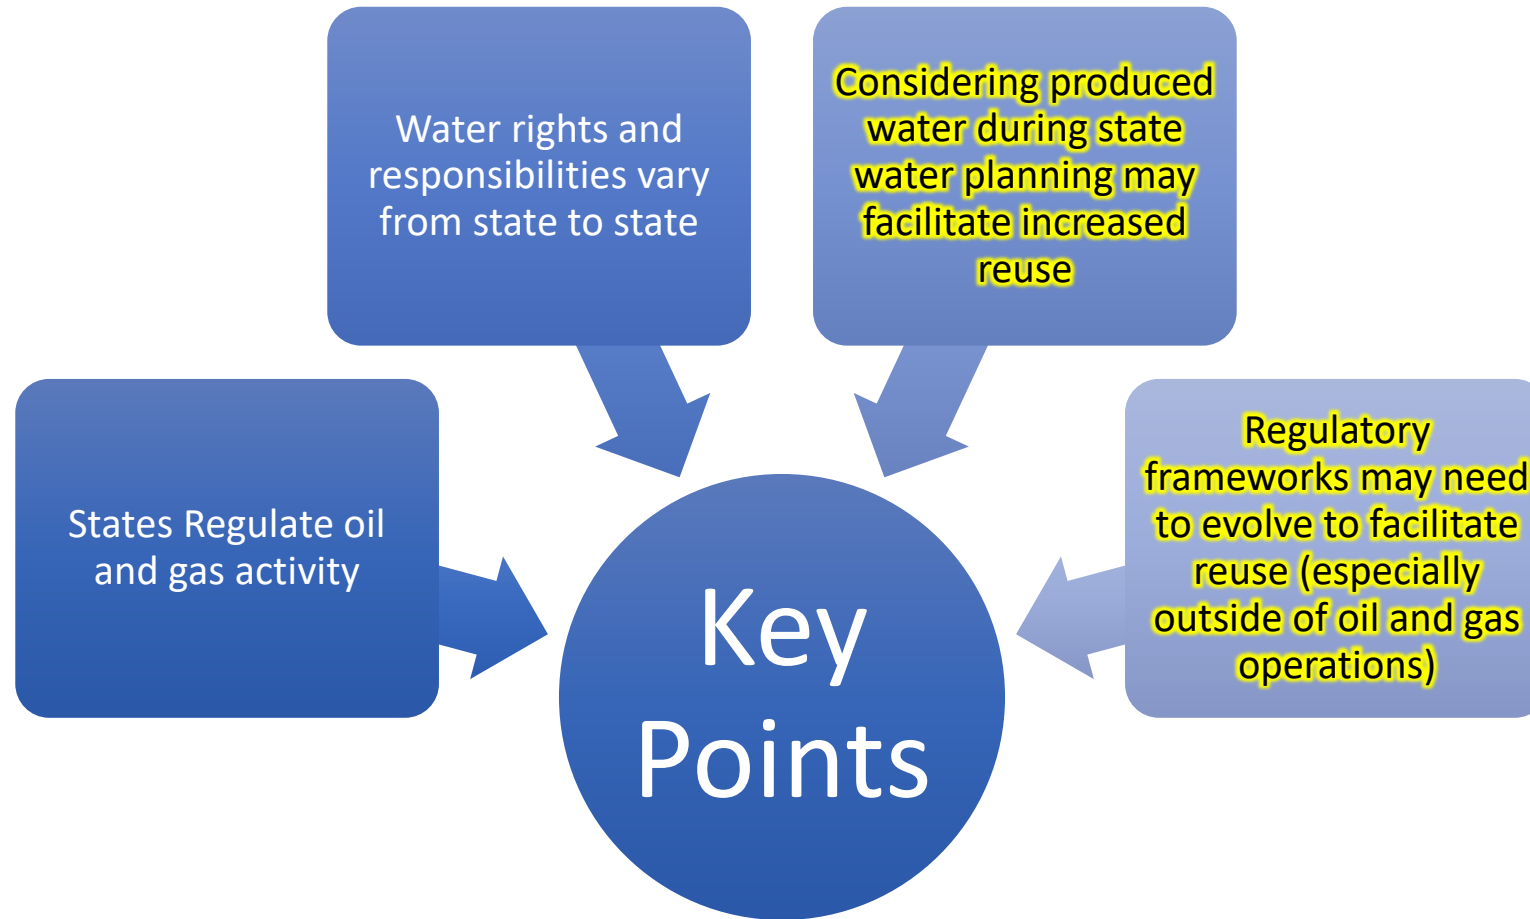 States Regulate oil
and gas activity
Water rights and
responsibilities vary
from state to state
Considering produced
water during state
water planning may
facilitate increased
reuse
Regulatory
frameworks may need
to evolve to facilitate
reuse (especially
outside of oil and gas
operations)
Key
Points